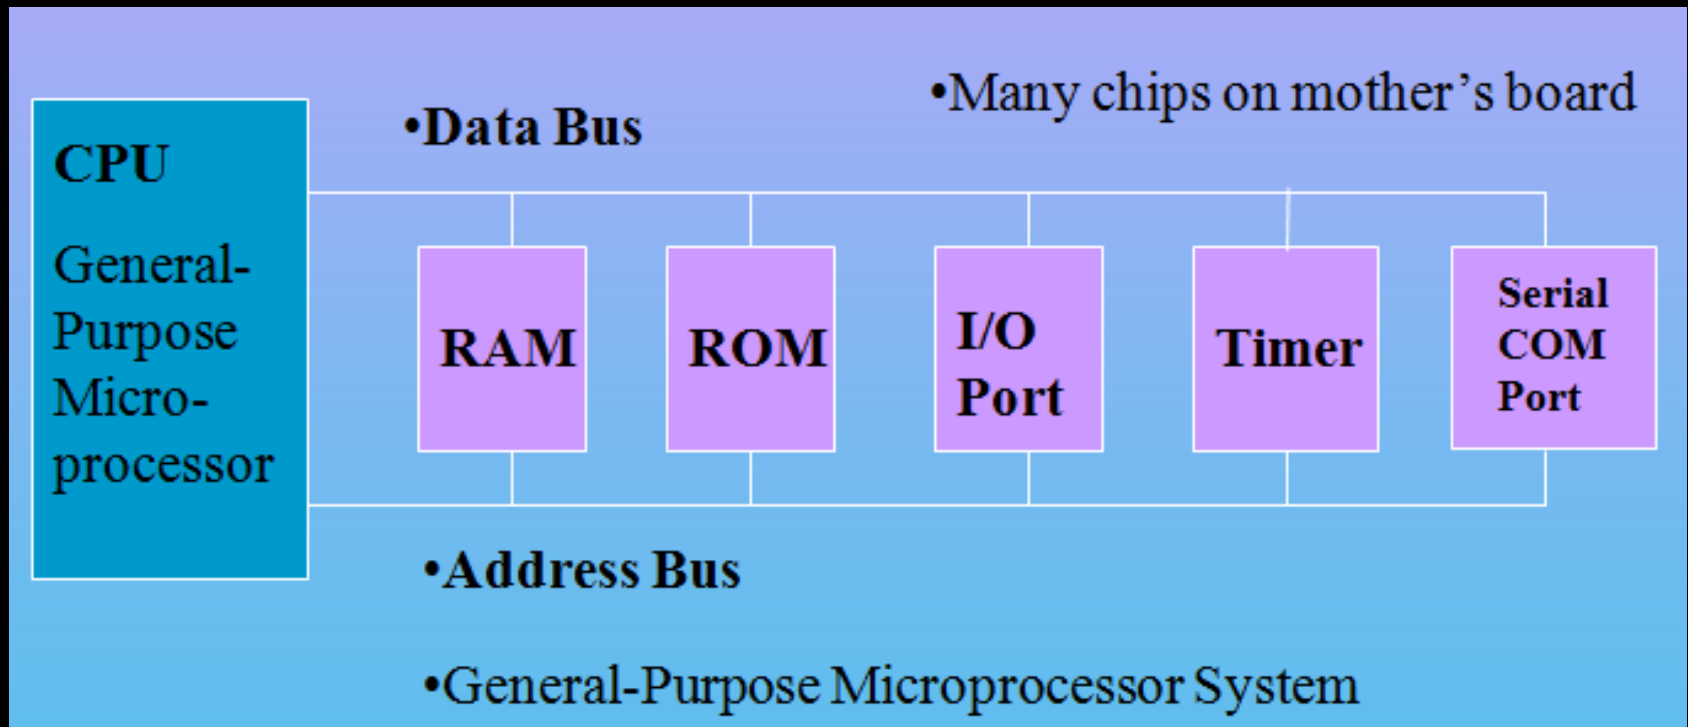 •Many chips on mother’s board
•Data Bus
CPU
General-
Purpose
Micro-
processor
RAM
ROM
I/O
Port
Timer
Serial
COM
Port
•Address Bus
•General-Purpose Microprocessor System